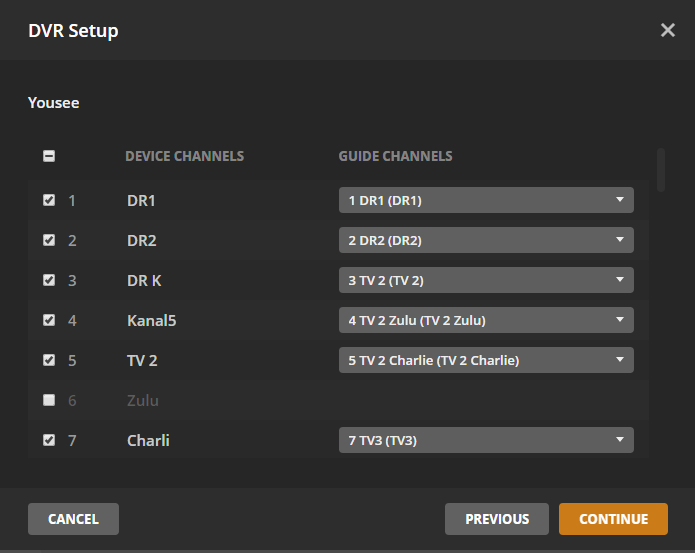 DVR Setup
Yousee
DEVICE CHANNELS GUIDE CHANNELS
1 DR1 1 DR1 (DR1)
2 DR2 2 DR2 (DR2)
3 DR K 3 TV 2 (TV 2)
4 Kanal5 4 TV 2 Zulu (TV 2 Zulu)
5 TV 2 5 TV 2 Charlie (TV 2 Charlie)
6 Zulu
7 Charli 7 TV3 (TV3)
CANCEL PREVIOUS CONTINUE